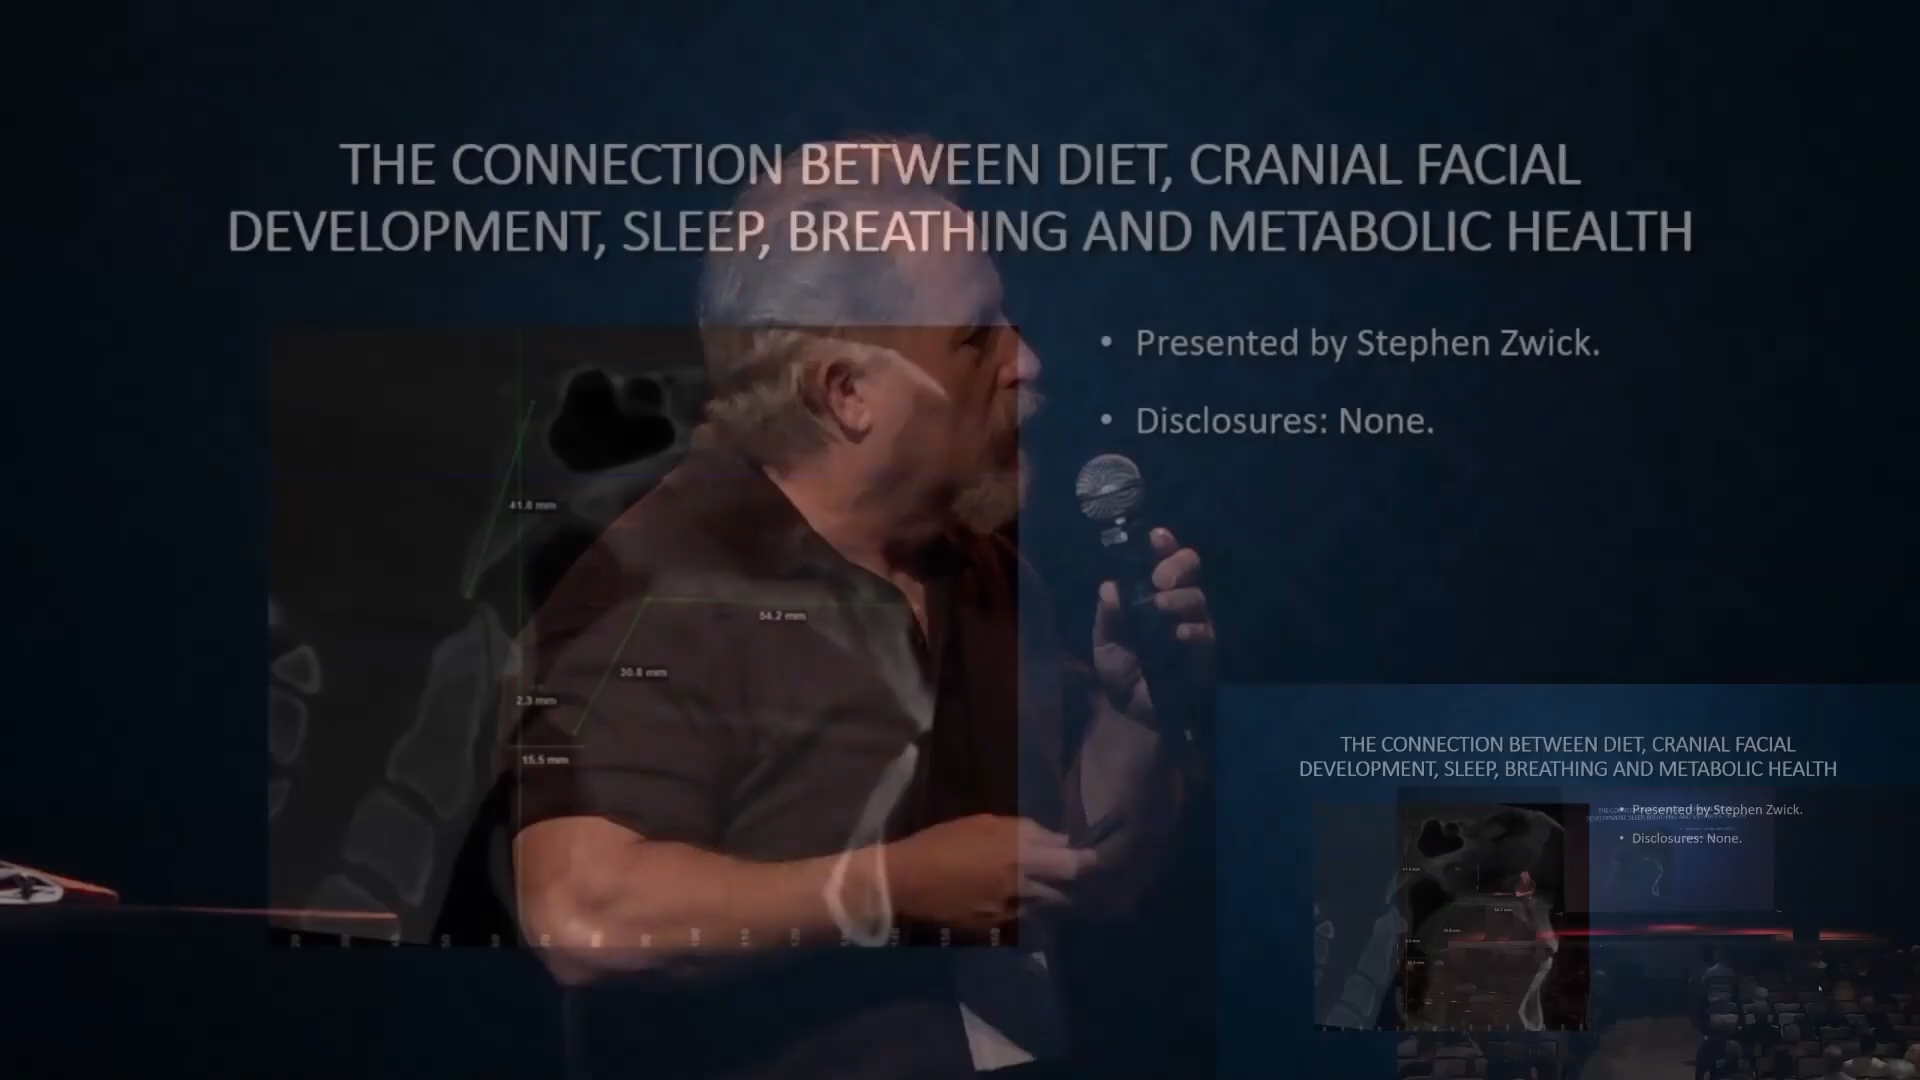 THE CONNECTION BETWEEN DIET, CRANIAL FACIAL
DEVELOPMENT, SLEEP, BREATHING AND METABOLIC HEALTH
• Presented by Stephen Zwick.
• Disclosures: None.
41.8 mm
54.2 mm
30.8 mm
2.3 mm
15.5 mm
THE CONNECTION BETWEEN DIET, CRANIAL FACIAL
DEVELOPMENT, SLEEP, BREATHING AND METABOLIC HEALTH
• Presented by Stephen Zwick.
• Disclosures: None.